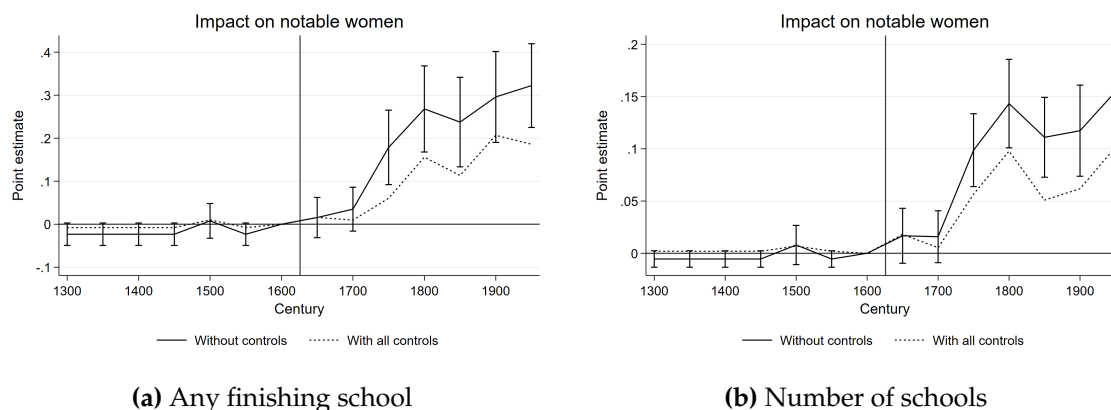 Impact on notable women
.4
.3
.2
.1
0
-.1
Point estimate
1300 1400 1500 1600 1700 1800 1900
Century
Without controls With all controls
(a) Any finishing school
Impact on notable women
.2
.15
.1
.05
0
Point estimate
1300 1400 1500 1600 1700 1800 1900
Century
Without controls With all controls
(b) Number of schools